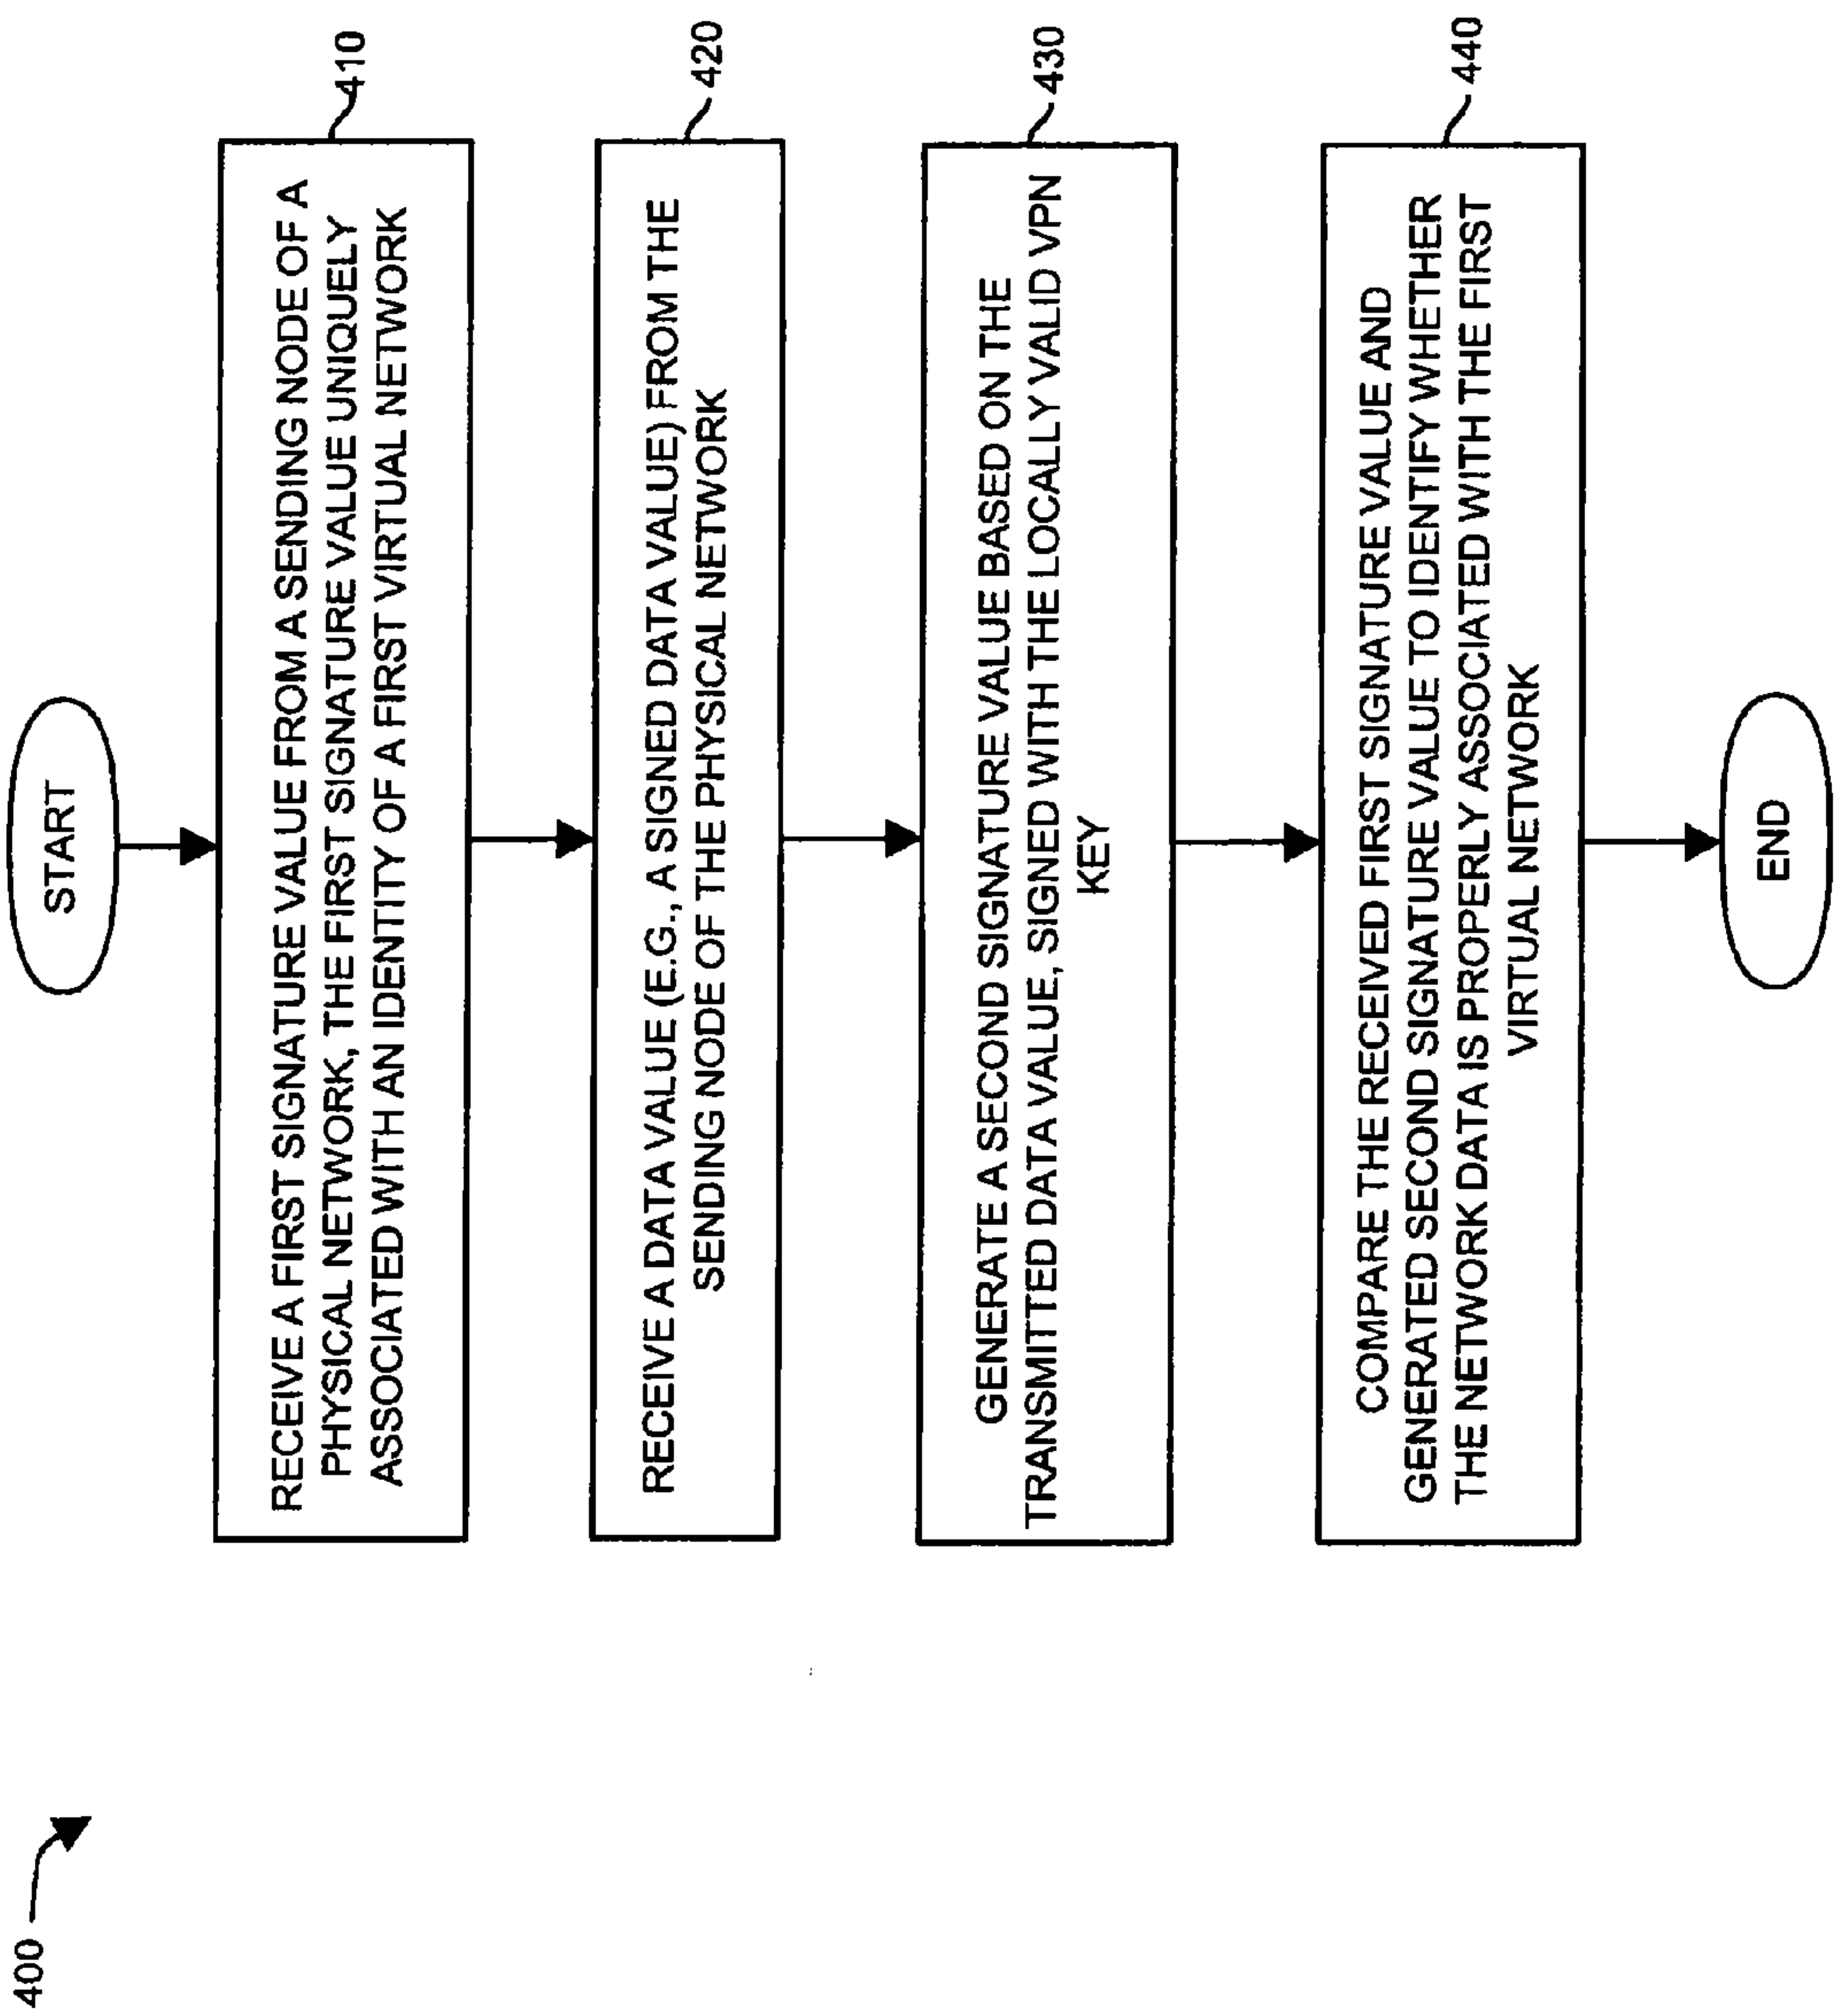 400
START
RECEIVE A FIRST SIGNATURE VALUE FROM A SENDING NODE OF A
PHYSICAL NETWORK, THE FIRST SIGNATURE VALUE UNIQUELY
ASSOCIATED WITH AN IDENTITY OF A FIRST VIRTUAL NETWORK
410
RECEIVE A DATA VALUE (E.G., A SIGNED DATA VALUE) FROM THE
SENDING NODE OF THE PHYSICAL NETWORK
420
GENERATE A SECOND SIGNATURE VALUE BASED ON THE
TRANSMITTED DATA VALUE, SIGNED WITH THE LOCALLY VALID VPN
KEY
430
COMPARE THE RECEIVED FIRST SIGNATURE VALUE AND
GENERATED SECOND SIGNATURE VALUE TO IDENTIFY WHETHER
THE NETWORK DATA IS PROPERLY ASSOCIATED WITH THE FIRST
VIRTUAL NETWORK
440
END